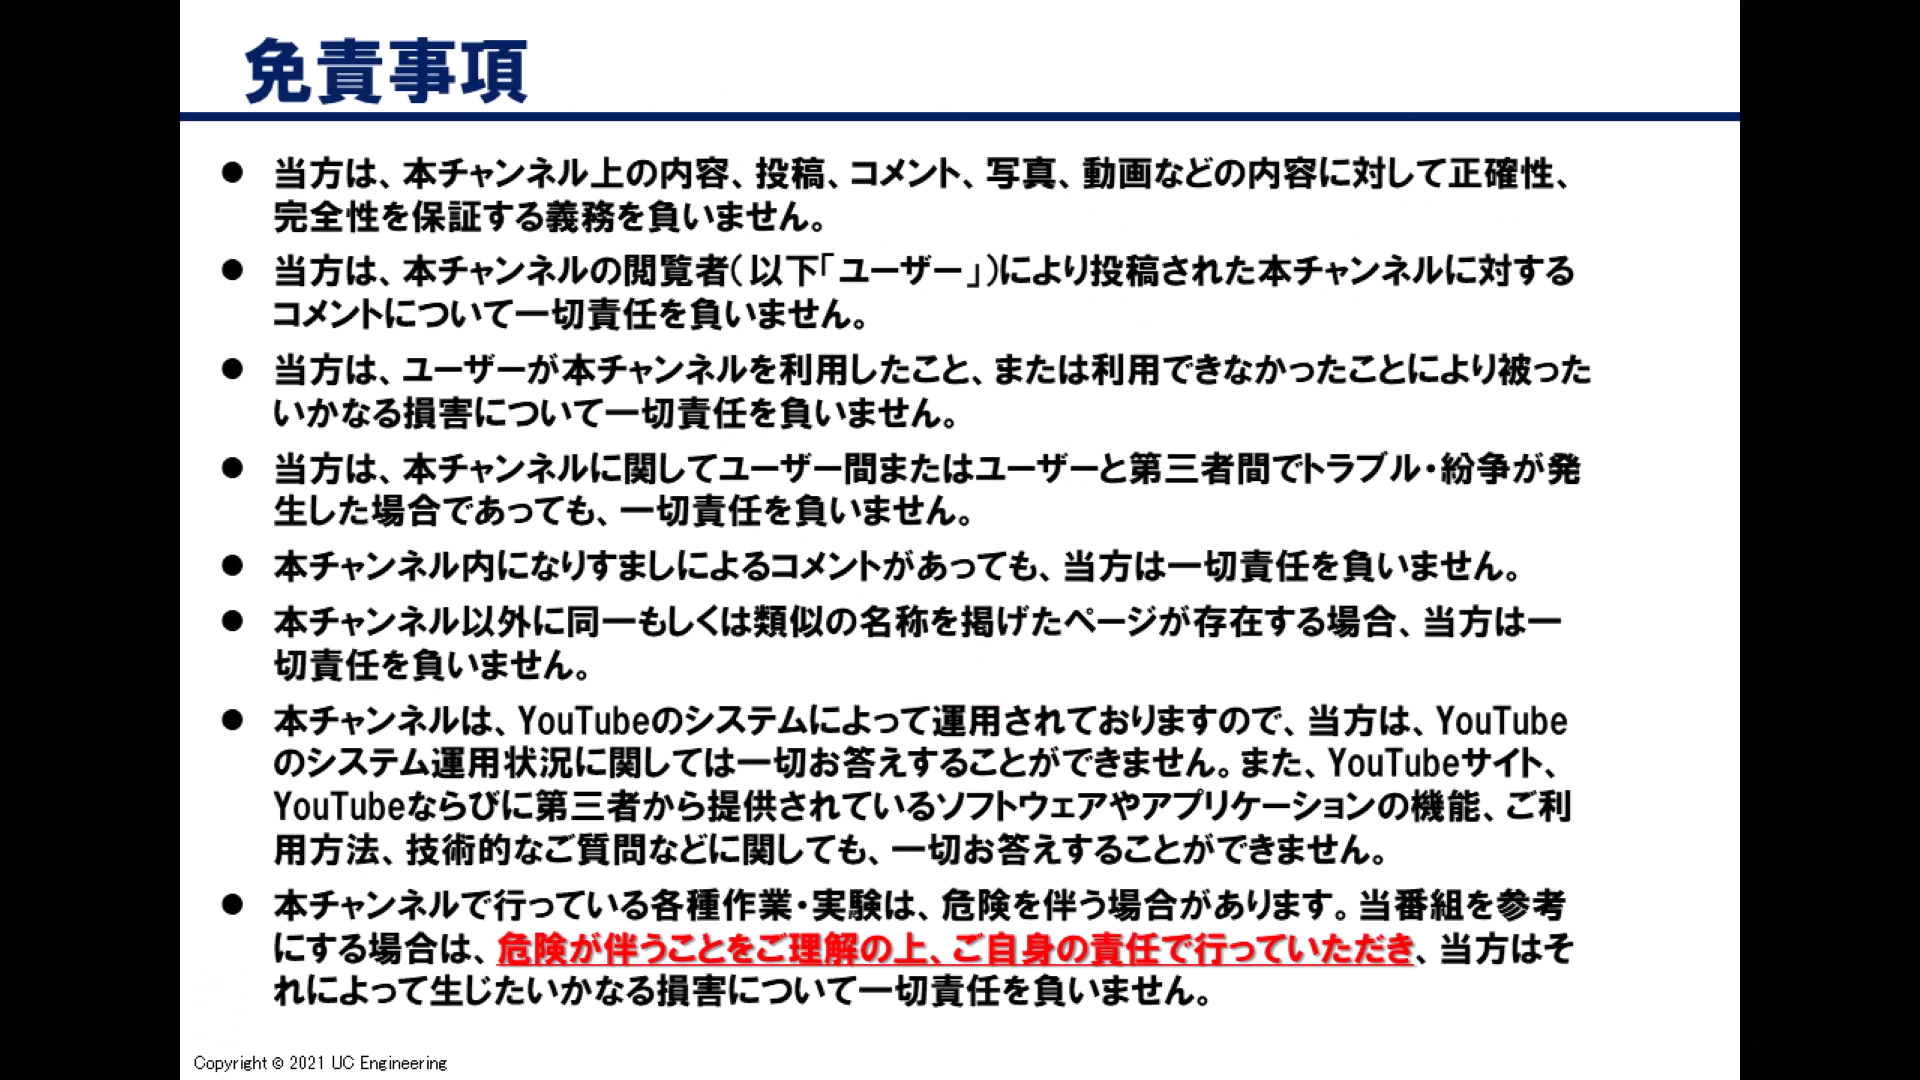 免責事項
● 当方は、本チャンネル上の内容、投稿、コメント、写真、動画などの内容に対して正確性、
完全性を保証する義務を負いません。
● 当方は、本チャンネルの閲覧者(以下「ユーザー」)により投稿された本チャンネルに対する
コメントについて一切責任を負いません。
● 当方は、ユーザーが本チャンネルを利用したこと、または利用できなかったことにより被った
いかなる損害について一切責任を負いません。
● 当方は、本チャンネルに関してユーザー間またはユーザーと第三者間でトラブル・紛争が発
生した場合であっても、一切責任を負いません。
● 本チャンネル内になりすましによるコメントがあっても、当方は一切責任を負いません。
● 本チャンネル以外に同一もしくは類似の名称を掲げたページが存在する場合、当方は一
切責任を負いません。
● 本チャンネルは、YouTubeのシステムによって運用されておりますので、当方は、YouTube
のシステム運用状況に関しては一切お答えすることができません。また、YouTubeサイト、
YouTubeならびに第三者から提供されているソフトウェアやアプリケーションの機能、ご利
用方法、技術的なご質問などに関しても、一切お答えすることができません。
● 本チャンネルで行っている各種作業・実験は、危険を伴う場合があります。当番組を参考
にする場合は、危険が伴うことをご理解の上、ご自身の責任で行っていただき、当方はそ
れによって生じたいかなる損害について一切責任を負いません。
Copyright © 2021 UC Engineering